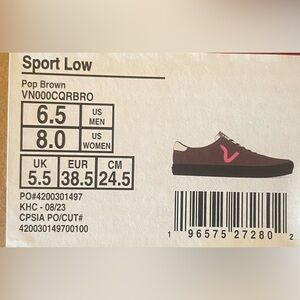 Sport Low
Pop Brown
VN000CQRBRO
6.5 US MEN
8.0 US WOMEN
UK EUR CM
5.5 38.5 24.5
PO#4200301497
KHC - 08/23
CPSIA PO/CUT#
420030149700100
1 96575 27280 2